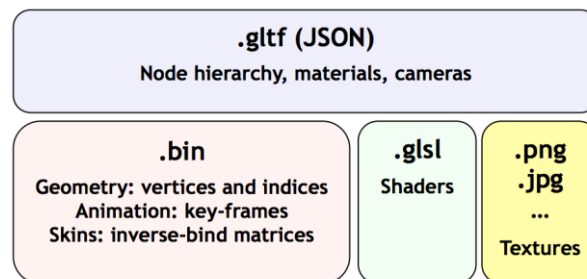 .gltf (JSON)
Node hierarchy, materials, cameras
.bin
Geometry: vertices and indices
Animation: key-frames
Skins: inverse-bind matrices
.glsl
Shaders
.png
.jpg
...
Textures